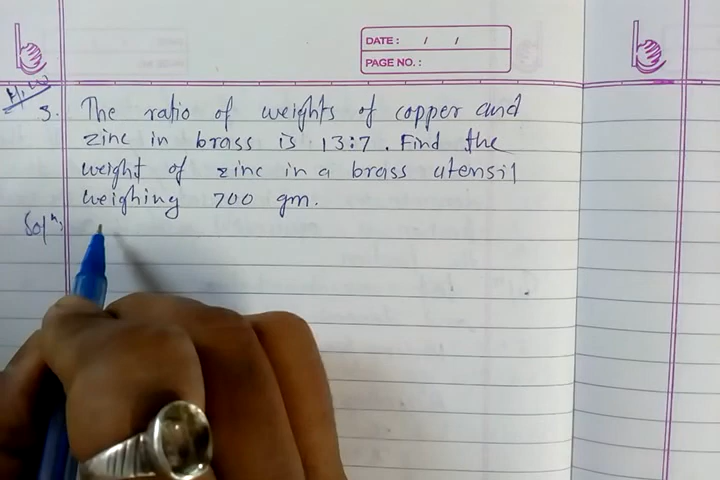 DATE: / /
PAGE NO.:
H.W
3. The ratio of weights of copper and
zinc in brass is 13:7. Find the
weight of zinc in a brass utensil
weighing 700 gm.
Solⁿ,